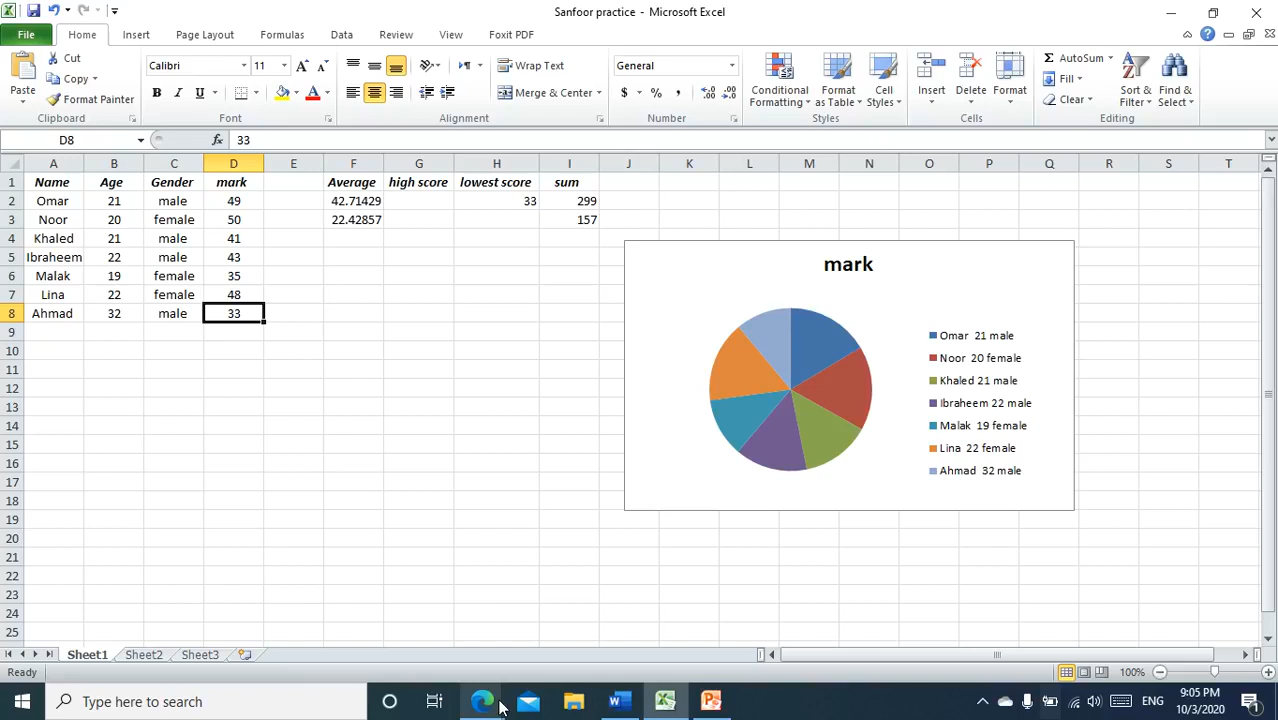 Sanfoor practice - Microsoft Excel
File Home Insert Page Layout Formulas Data Review View Foxit PDF
Paste Cut Copy Format Painter Clipboard
Calibri 11 B I U A Font
Wrap Text Merge & Center Alignment
General $ % , Number
Conditional Formatting Format as Table Cell Styles Styles
Insert Delete Format Cells
Σ AutoSum Fill Clear Sort & Filter Find & Select Editing
D8 fx 33
A B C D E F G H I J K L M N O P Q R S T
1 Name Age Gender mark Average high score lowest score sum
2 Omar 21 male 49 42.71429 33 299
3 Noor 20 female 50 22.42857 157
4 Khaled 21 male 41
5 Ibraheem 22 male 43
6 Malak 19 female 35
7 Lina 22 female 48
8 Ahmad 32 male 33
9
10
11
12
13
14
15
16
17
18
19
20
21
22
23
24
25
mark
Omar 21 male
Noor 20 female
Khaled 21 male
Ibraheem 22 male
Malak 19 female
Lina 22 female
Ahmad 32 male
Sheet1 Sheet2 Sheet3
Ready 100%
Type here to search
ENG
9:05 PM
10/3/2020
1